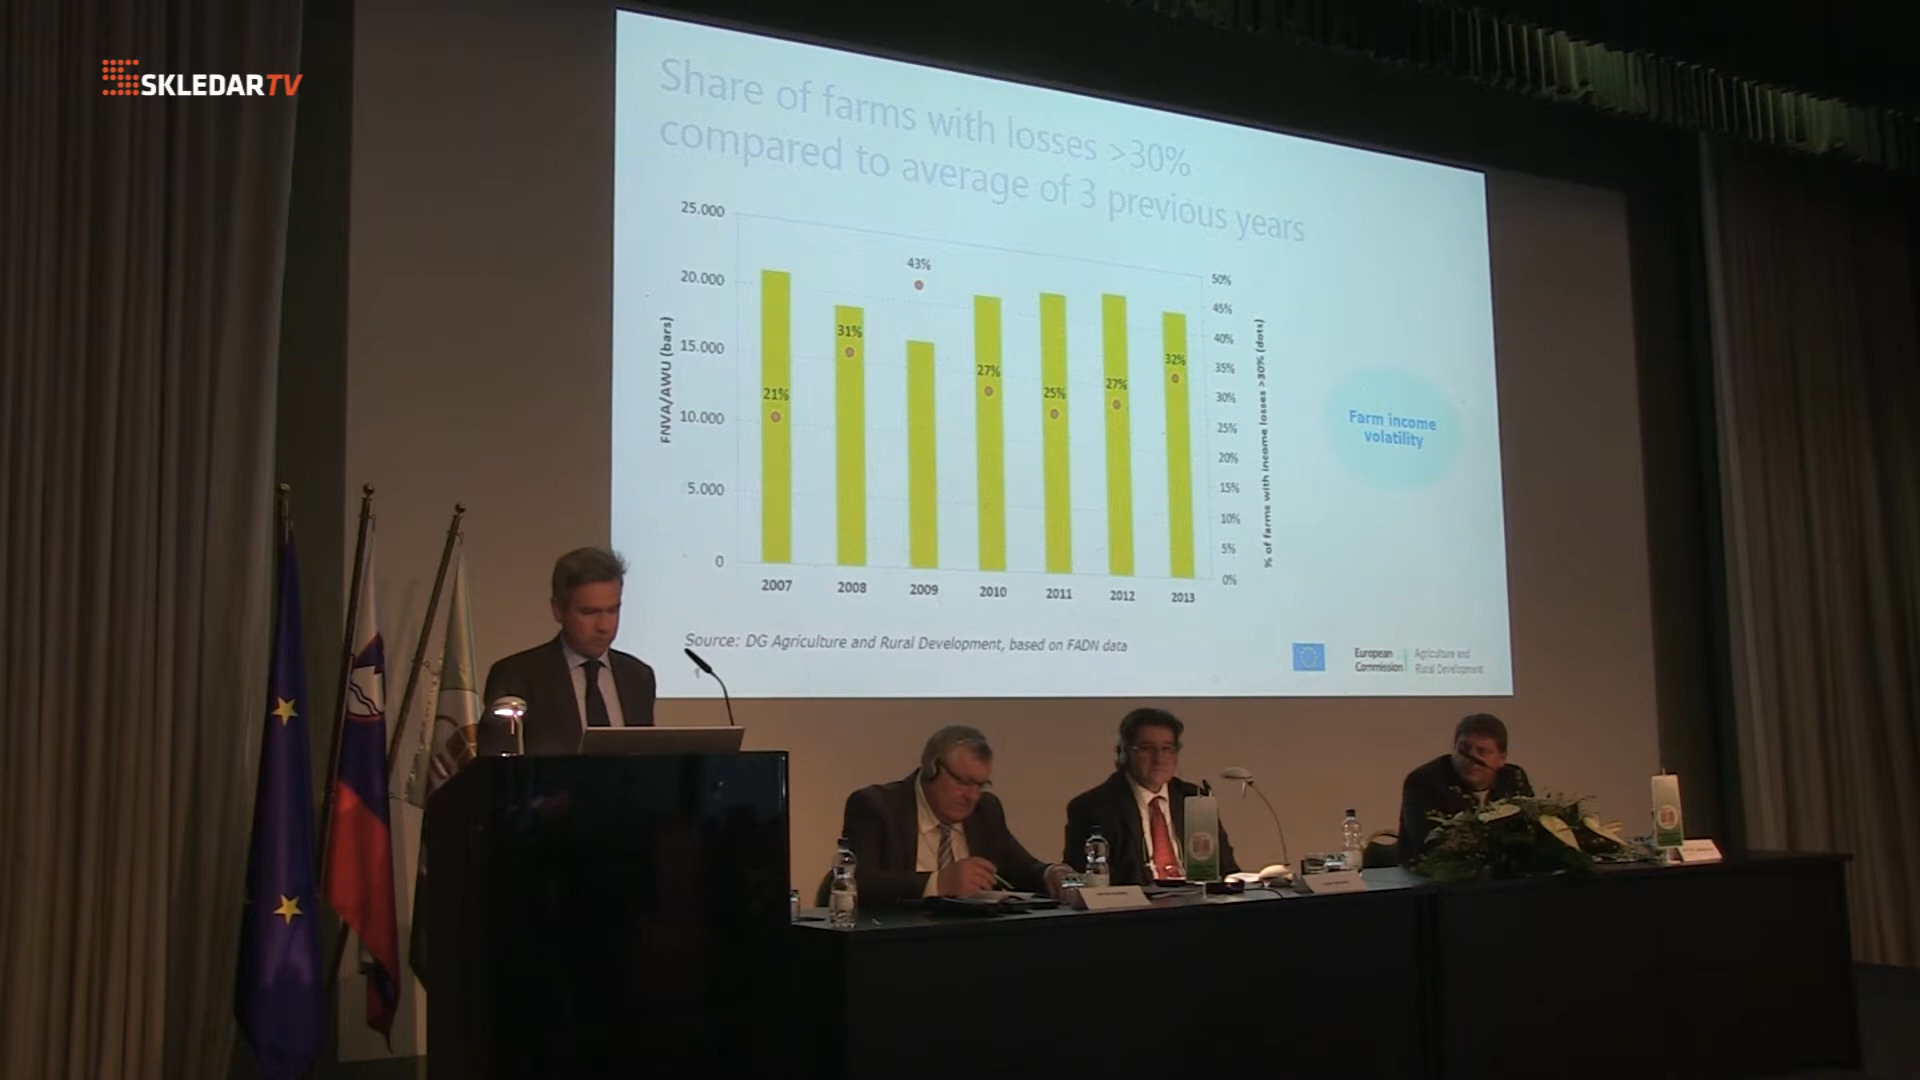 SKLEDARTV
Share of farms with losses >30%
compared to average of 3 previous years
25.000
20.000
15.000
10.000
5.000
0
FNVA/AWU (bars)
21%
31%
43%
27%
25%
27%
32%
50%
45%
40%
35%
30%
25%
20%
15%
10%
5%
0%
% of farms with income losses >30% (dots)
2007
2008
2009
2010
2011
2012
2013
Farm income
volatility
Source: DG Agriculture and Rural Development, based on FADN data
European
Commission
Agriculture and
Rural Development